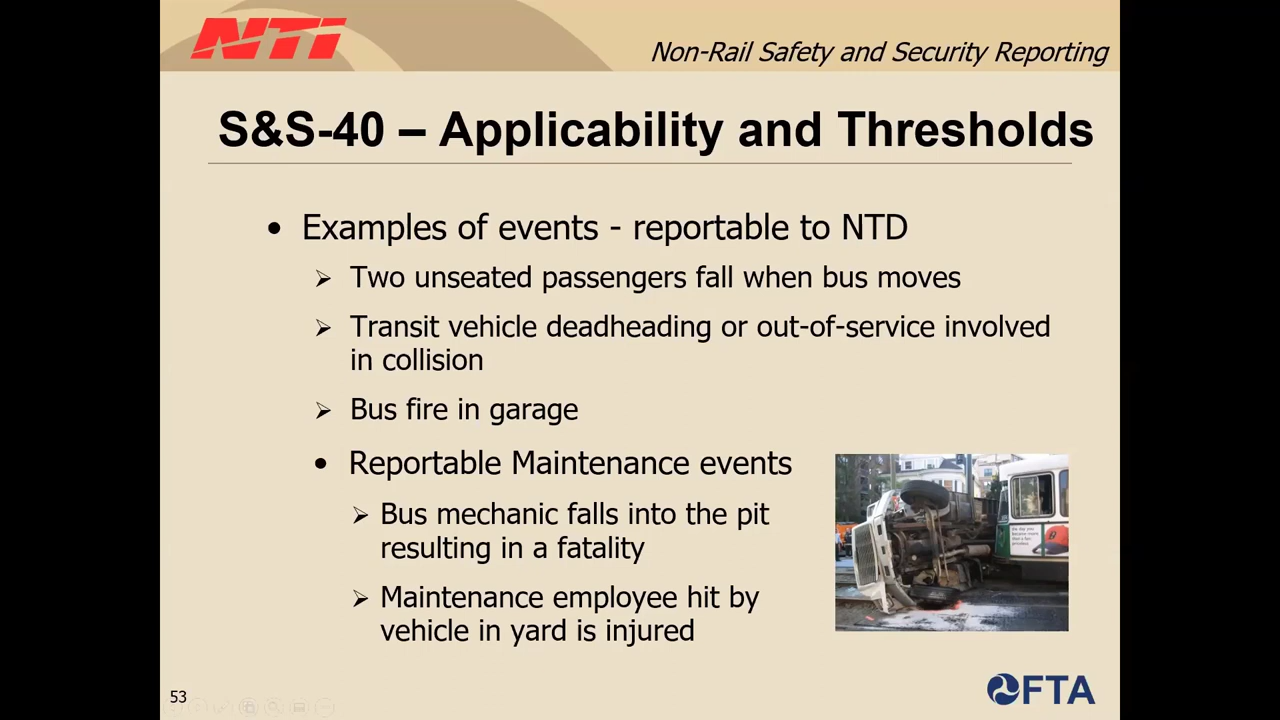 NTI
Non-Rail Safety and Security Reporting
S&S-40 – Applicability and Thresholds
• Examples of events - reportable to NTD
➢ Two unseated passengers fall when bus moves
➢ Transit vehicle deadheading or out-of-service involved
in collision
➢ Bus fire in garage
• Reportable Maintenance events
➢ Bus mechanic falls into the pit
resulting in a fatality
➢ Maintenance employee hit by
vehicle in yard is injured
53
FTA